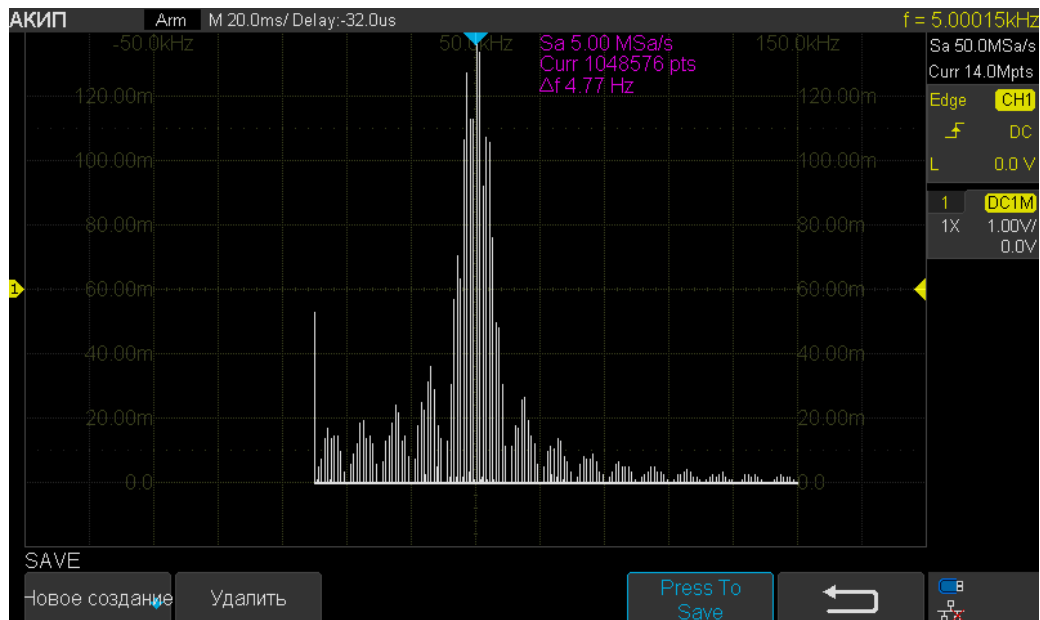 АКИП Arm M 20.0ms/ Delay:-32.0us f = 5.00015kHz
-50.0kHz 50.0kHz 150.0kHz
Sa 5.00 MSa/s
Curr 1048576 pts
Δf 4.77 Hz
Sa 50.0MSa/s
Curr 14.0Mpts
Edge CH1
DC
L 0.0 V
1 DC1M
1X 1.00V/
0.0V
120.00m 120.00m
100.00m 100.00m
80.00m 80.00m
1 60.00m 60.00m
40.00m 40.00m
20.00m 20.00m
0.0 0.0
SAVE
Новое создание Удалить Press To
Save